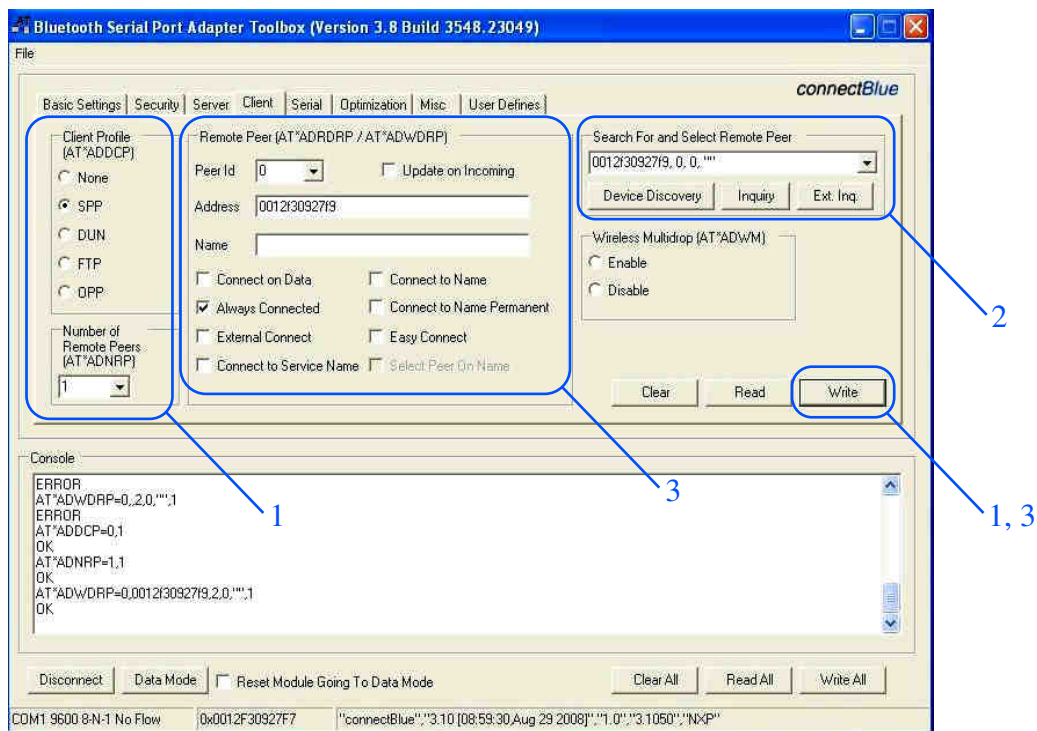 Bluetooth Serial Port Adapter Toolbox (Version 3.8 Build 3548.23049)
File
connectBlue
Basic Settings Security Server Client Serial Optimization Misc User Defines
Client Profile
(AT*ADDCP)
None
SPP
DUN
FTP
OPP
Number of
Remote Peers
(AT*ADNRP)
1
Remote Peer (AT*ADRDRP / AT*ADWDRP)
Peer Id 0 Update on Incoming
Address 0012f30927f9
Name
Connect on Data Connect to Name
Always Connected Connect to Name Permanent
External Connect Easy Connect
Connect to Service Name Select Peer On Name
Search For and Select Remote Peer
0012f30927f9, 0, 0, ""
Device Discovery Inquiry Ext. Inq.
Wireless Multidrop (AT*ADWM)
Enable
Disable
2
Clear Read Write
Console
ERROR
AT*ADWDRP=0,,2,0,"",1
ERROR
AT*ADDCP=0,1
OK
AT*ADNRP=1,1
OK
AT*ADWDRP=0,0012f30927f9,2,0,"",1
OK
1
3
1, 3
Disconnect Data Mode Reset Module Going To Data Mode Clear All Read All Write All
COM1 9600 8-N-1 No Flow 0x0012F30927F7 "connectBlue","3.10 [08:59:30,Aug 29 2008]","1.0","3.1050","NXP"